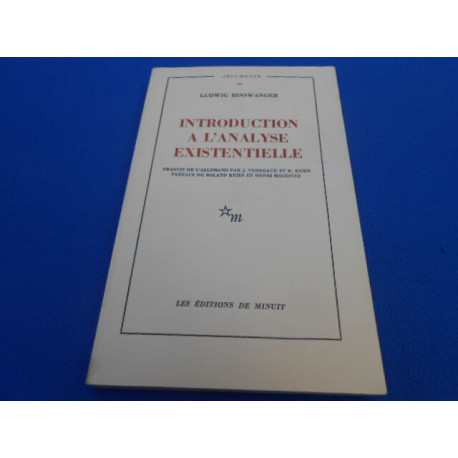 ARGUMENTS
LUDWIG BINSWANGER
INTRODUCTION
A L'ANALYSE
EXISTENTIELLE
TRADUIT DE L'ALLEMAND PAR J. VERDEAUX ET R. KUHN
PRÉFACE DE ROLAND KUHN ET HENRI MALDINEY
m
LES ÉDITIONS DE MINUIT